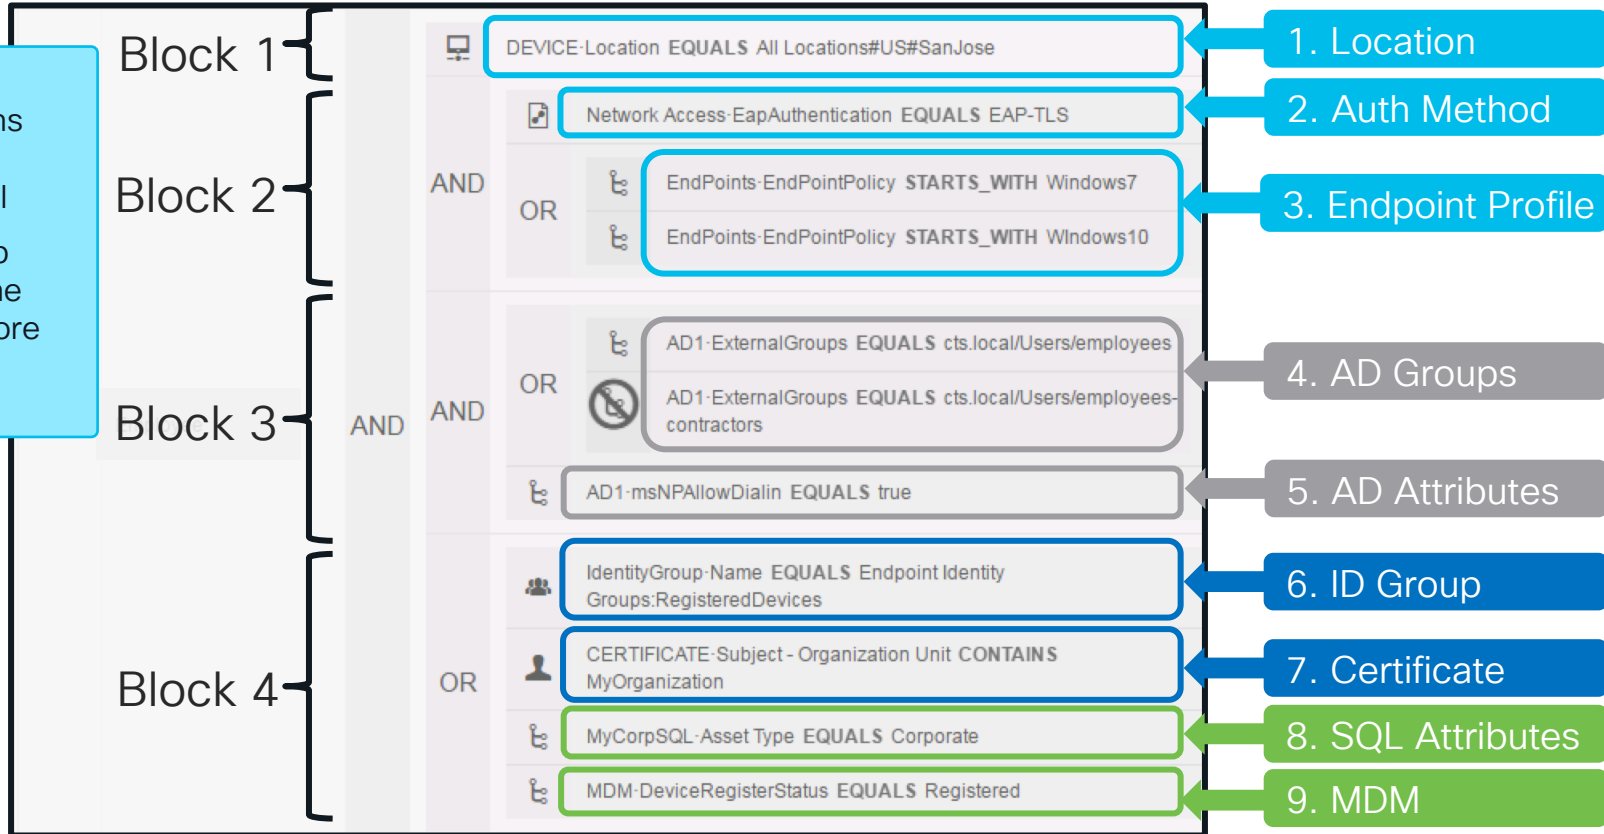 Block 1
DEVICE·Location EQUALS All Locations#US#SanJose
1. Location
Block 2
AND
Network Access·EapAuthentication EQUALS EAP-TLS
2. Auth Method
OR
EndPoints·EndPointPolicy STARTS_WITH Windows7
EndPoints·EndPointPolicy STARTS_WITH WIndows10
3. Endpoint Profile
Block 3
AND
AND
OR
AD1·ExternalGroups EQUALS cts.local/Users/employees
AD1·ExternalGroups EQUALS cts.local/Users/employees-
contractors
4. AD Groups
AD1·msNPAllowDialin EQUALS true
5. AD Attributes
Block 4
OR
IdentityGroup·Name EQUALS Endpoint Identity
Groups:RegisteredDevices
6. ID Group
CERTIFICATE·Subject - Organization Unit CONTAINS
MyOrganization
7. Certificate
MyCorpSQL·Asset Type EQUALS Corporate
8. SQL Attributes
MDM·DeviceRegisterStatus EQUALS Registered
9. MDM